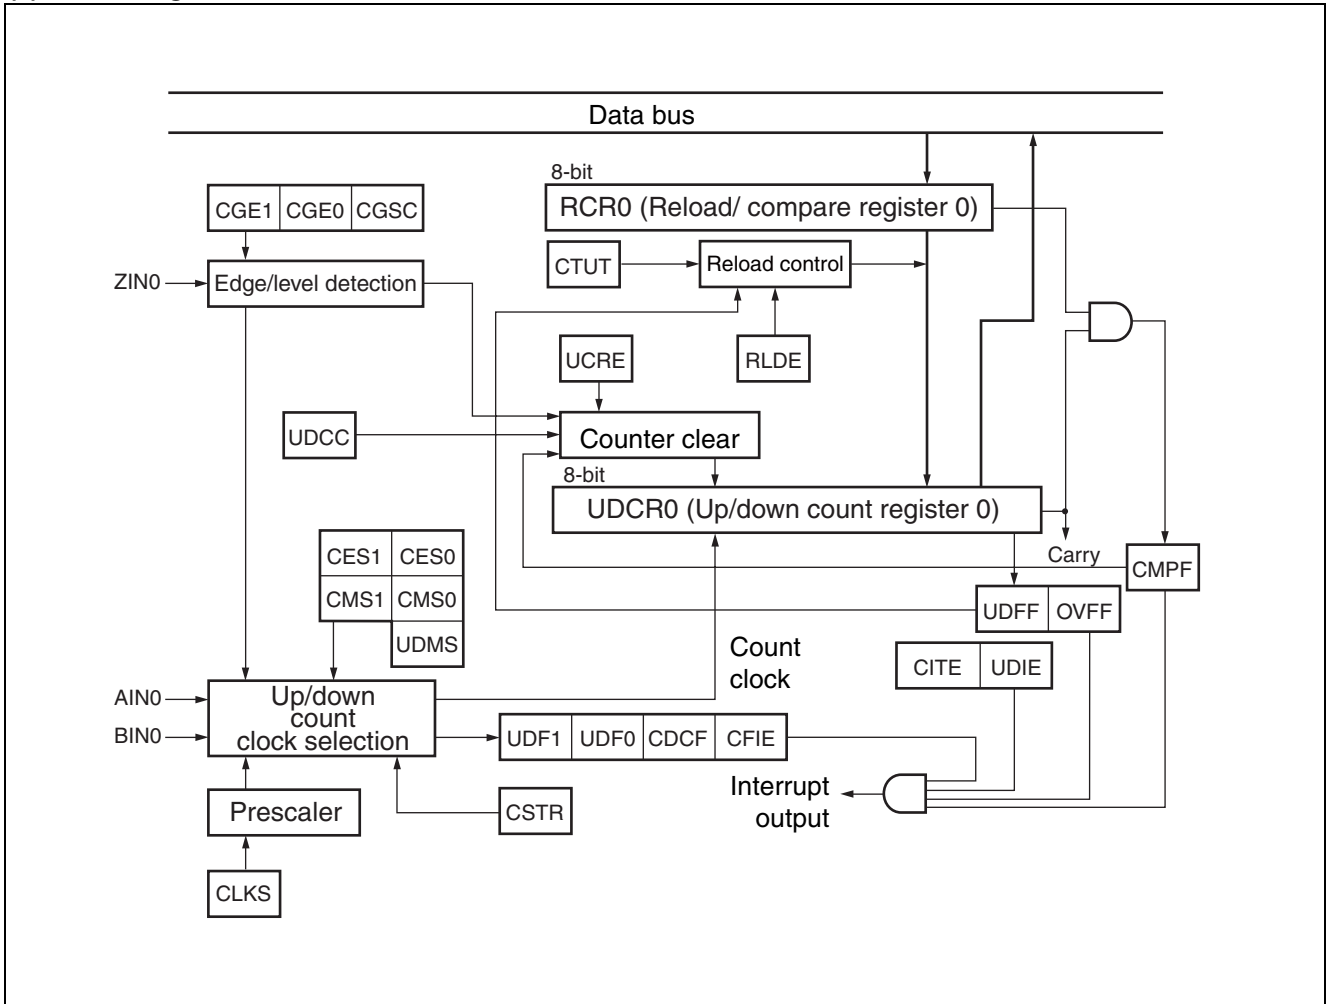 Data bus
8-bit
RCR0 (Reload/ compare register 0)
CGE1 CGE0 CGSC
CTUT
Reload control
ZIN0
Edge/level detection
UCRE
RLDE
UDCC
Counter clear
8-bit
UDCR0 (Up/down count register 0)
CES1 CES0
CMS1 CMS0
UDMS
Carry
CMPF
UDFF OVFF
CITE UDIE
Count
clock
AIN0
BIN0
Up/down
count
clock selection
UDF1 UDF0 CDCF CFIE
Interrupt
output
Prescaler
CSTR
CLKS